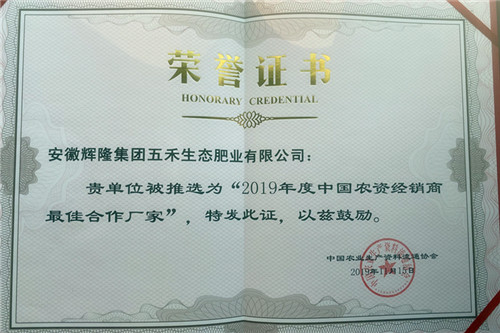 荣誉证书
HONORARY CREDENTIAL
安徽辉隆集团五禾生态肥业有限公司：
贵单位被推选为“2019年度中国农资经销商
最佳合作厂家”，特发此证，以兹鼓励。
中国农业生产资料流通协会
2019年11月15日